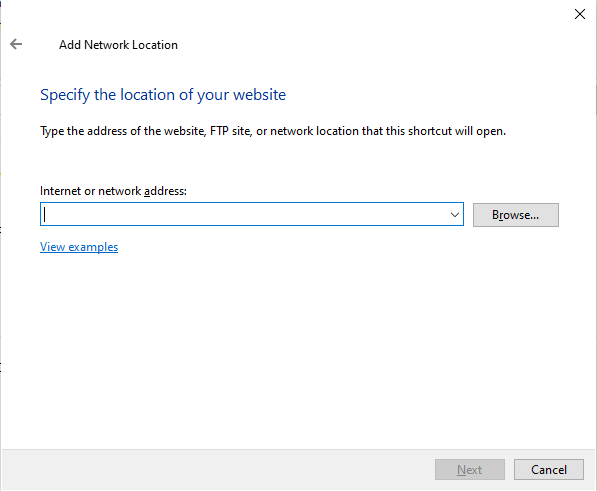 Add Network Location
Specify the location of your website
Type the address of the website, FTP site, or network location that this shortcut will open.
Internet or network address:
Browse...
View examples
Next
Cancel